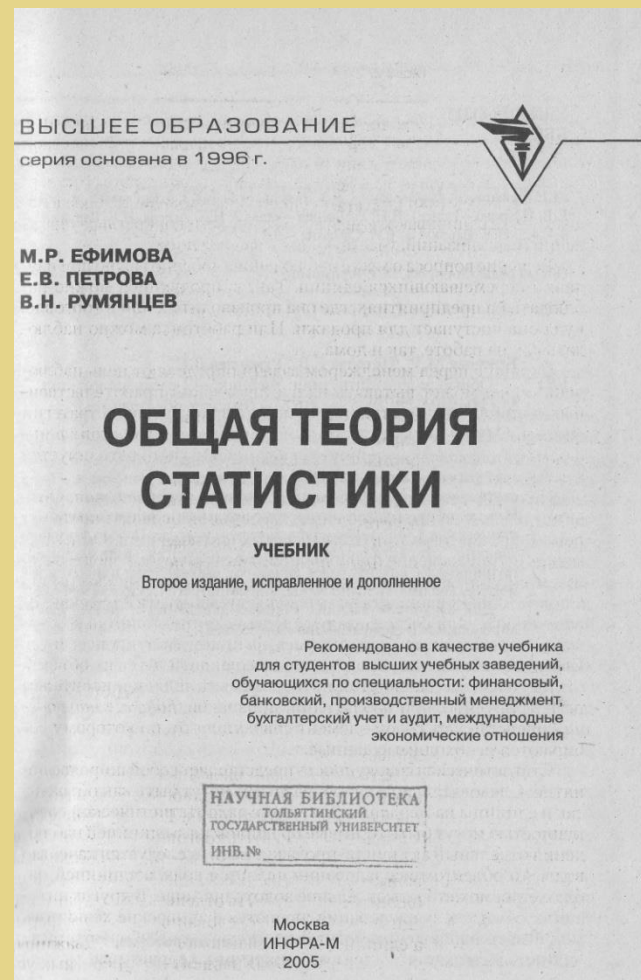 ВЫСШЕЕ ОБРАЗОВАНИЕ
серия основана в 1996 г.
М.Р. ЕФИМОВА
Е.В. ПЕТРОВА
В.Н. РУМЯНЦЕВ
ОБЩАЯ ТЕОРИЯ
СТАТИСТИКИ
УЧЕБНИК
Второе издание, исправленное и дополненное
Рекомендовано в качестве учебника
для студентов высших учебных заведений,
обучающихся по специальности: финансовый,
банковский, производственный менеджмент,
бухгалтерский учет и аудит, международные
экономические отношения
НАУЧНАЯ БИБЛИОТЕКА
ТОЛЬЯТТИНСКИЙ
ГОСУДАРСТВЕННЫЙ УНИВЕРСИТЕТ
ИНВ. №
Москва
ИНФРА-М
2005